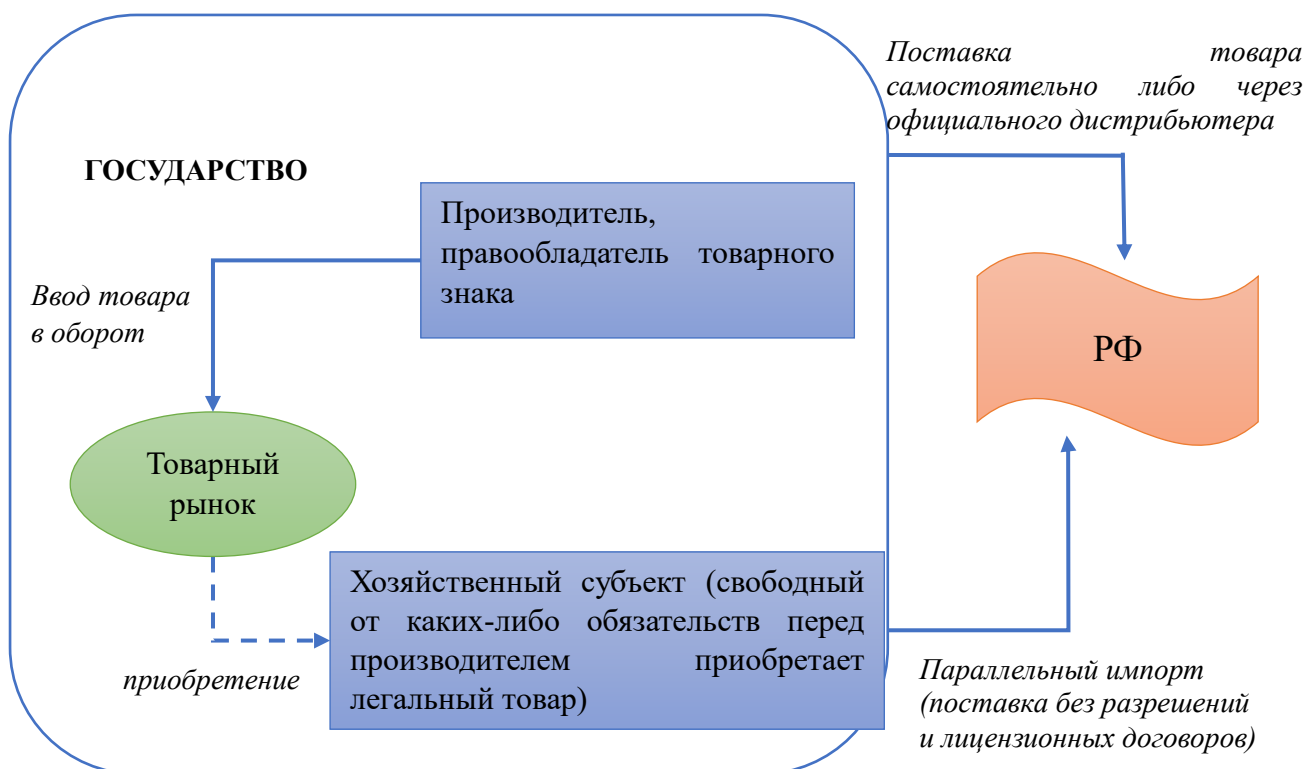 Поставка товара
самостоятельно либо через
официального дистрибьютера
ГОСУДАРСТВО
Производитель,
правообладатель товарного
знака
Ввод товара
в оборот
РФ
Товарный
рынок
Хозяйственный субъект (свободный
от каких-либо обязательств перед
производителем приобретает
легальный товар)
приобретение
Параллельный импорт
(поставка без разрешений
и лицензионных договоров)